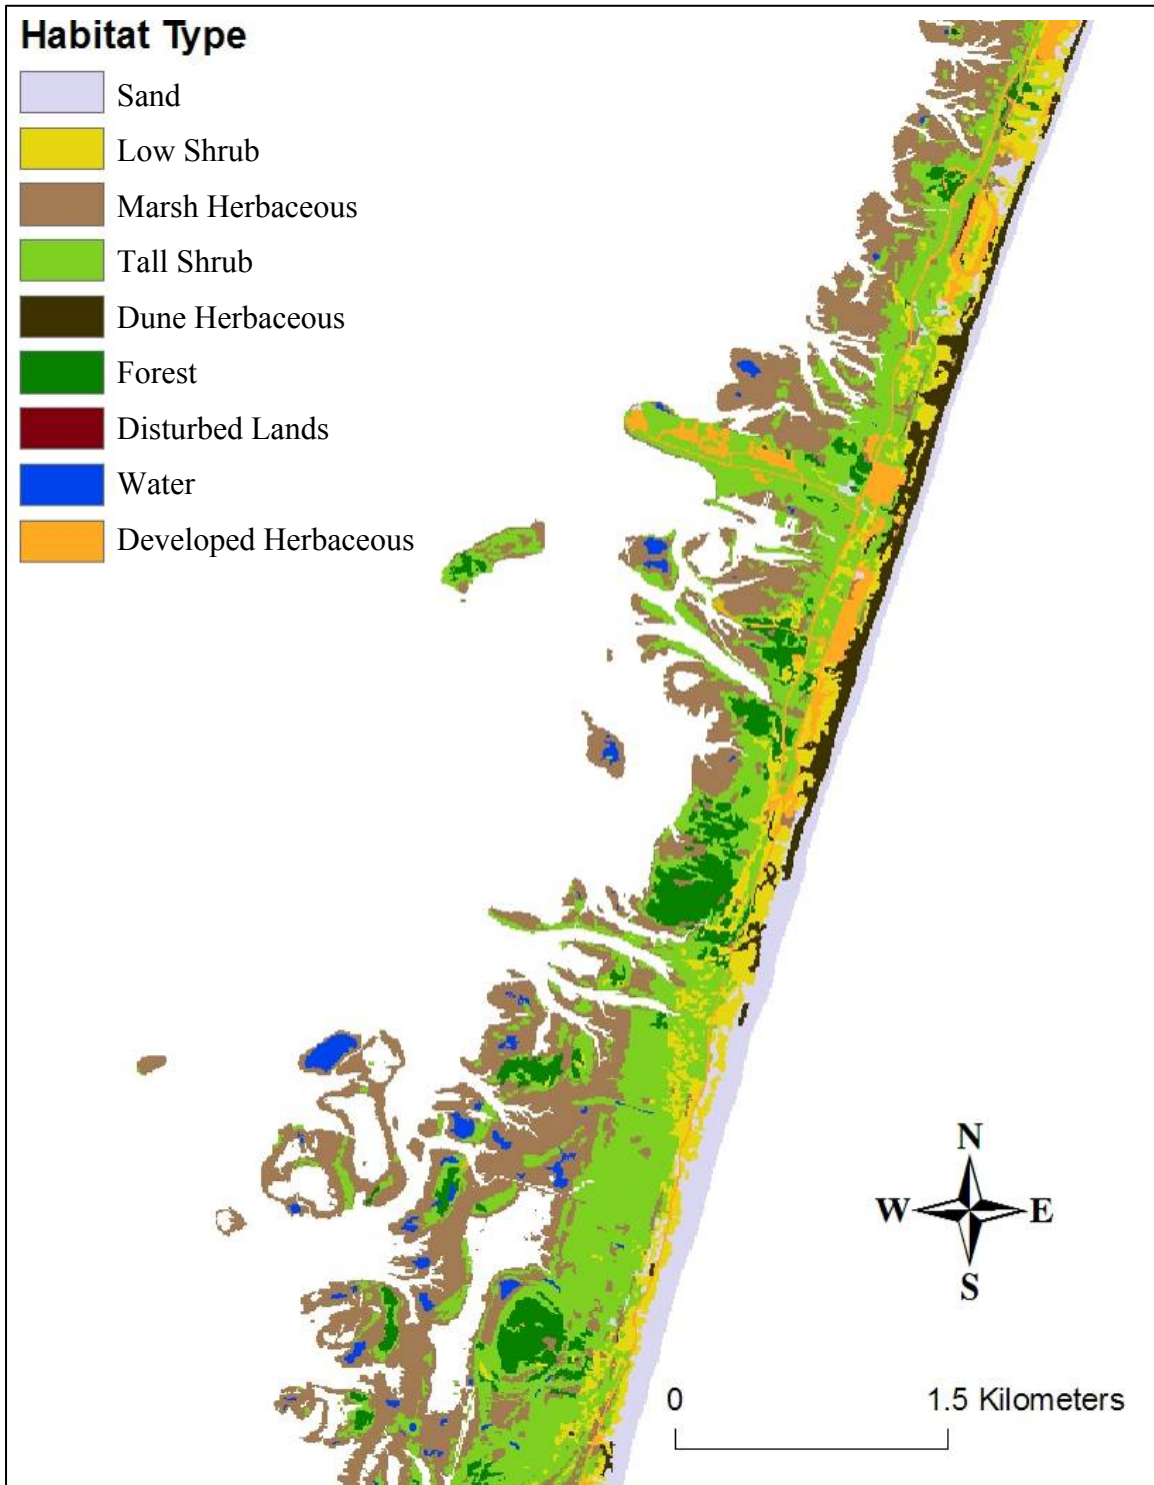 Habitat Type
Sand
Low Shrub
Marsh Herbaceous
Tall Shrub
Dune Herbaceous
Forest
Disturbed Lands
Water
Developed Herbaceous
N
W E
S
0 1.5 Kilometers